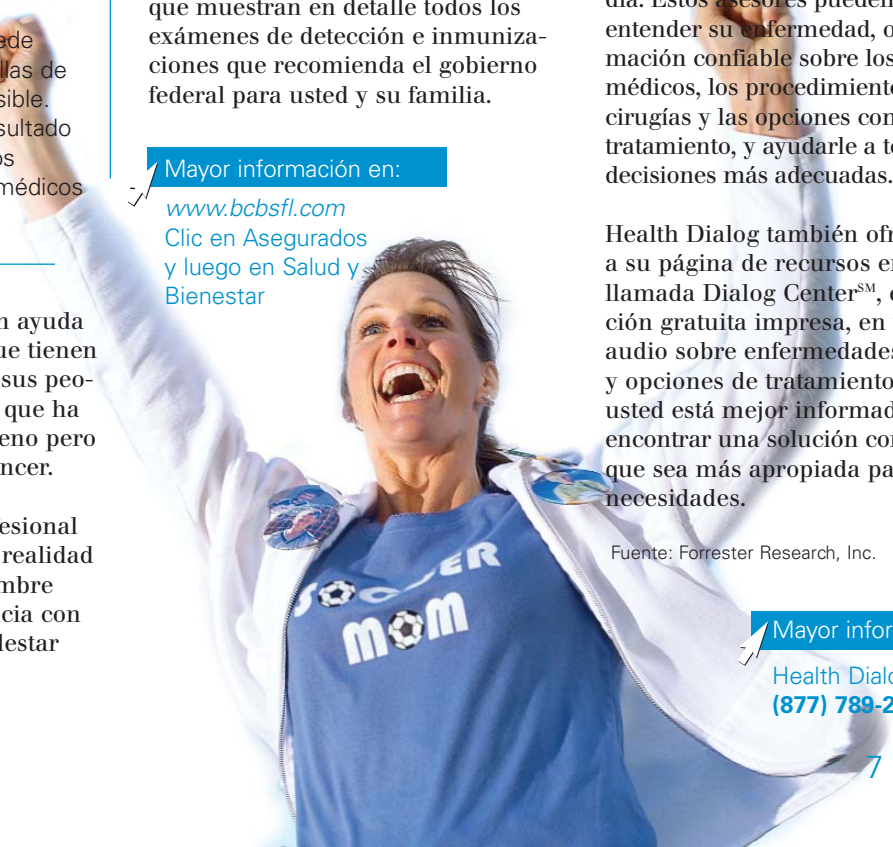 ede
llas de
sible.
sultado
os
médicos
n ayuda
ue tienen
sus peo-
que ha
eno pero
ncer.
fesional
realidad
mbre
cia con
lestar
que muestran en detalle todos los
exámenes de detección e inmuniza-
ciones que recomienda el gobierno
federal para usted y su familia.
Mayor información en:
www.bcbsfl.com
Clic en Asegurados
y luego en Salud y
Bienestar
SOCCER
MOM
día. Estos asesores pueden
entender su enfermedad, o
mación confiable sobre los
médicos, los procedimiento
cirugías y las opciones con
tratamiento, y ayudarle a to
decisiones más adecuadas.
Health Dialog también ofr
a su página de recursos en
llamada Dialog Center℠,
ción gratuita impresa, en
audio sobre enfermedades
y opciones de tratamiento
usted está mejor informad
encontrar una solución con
que sea más apropiada pa
necesidades.
Fuente: Forrester Research, Inc.
Mayor infor
Health Dialo
(877) 789-2
7